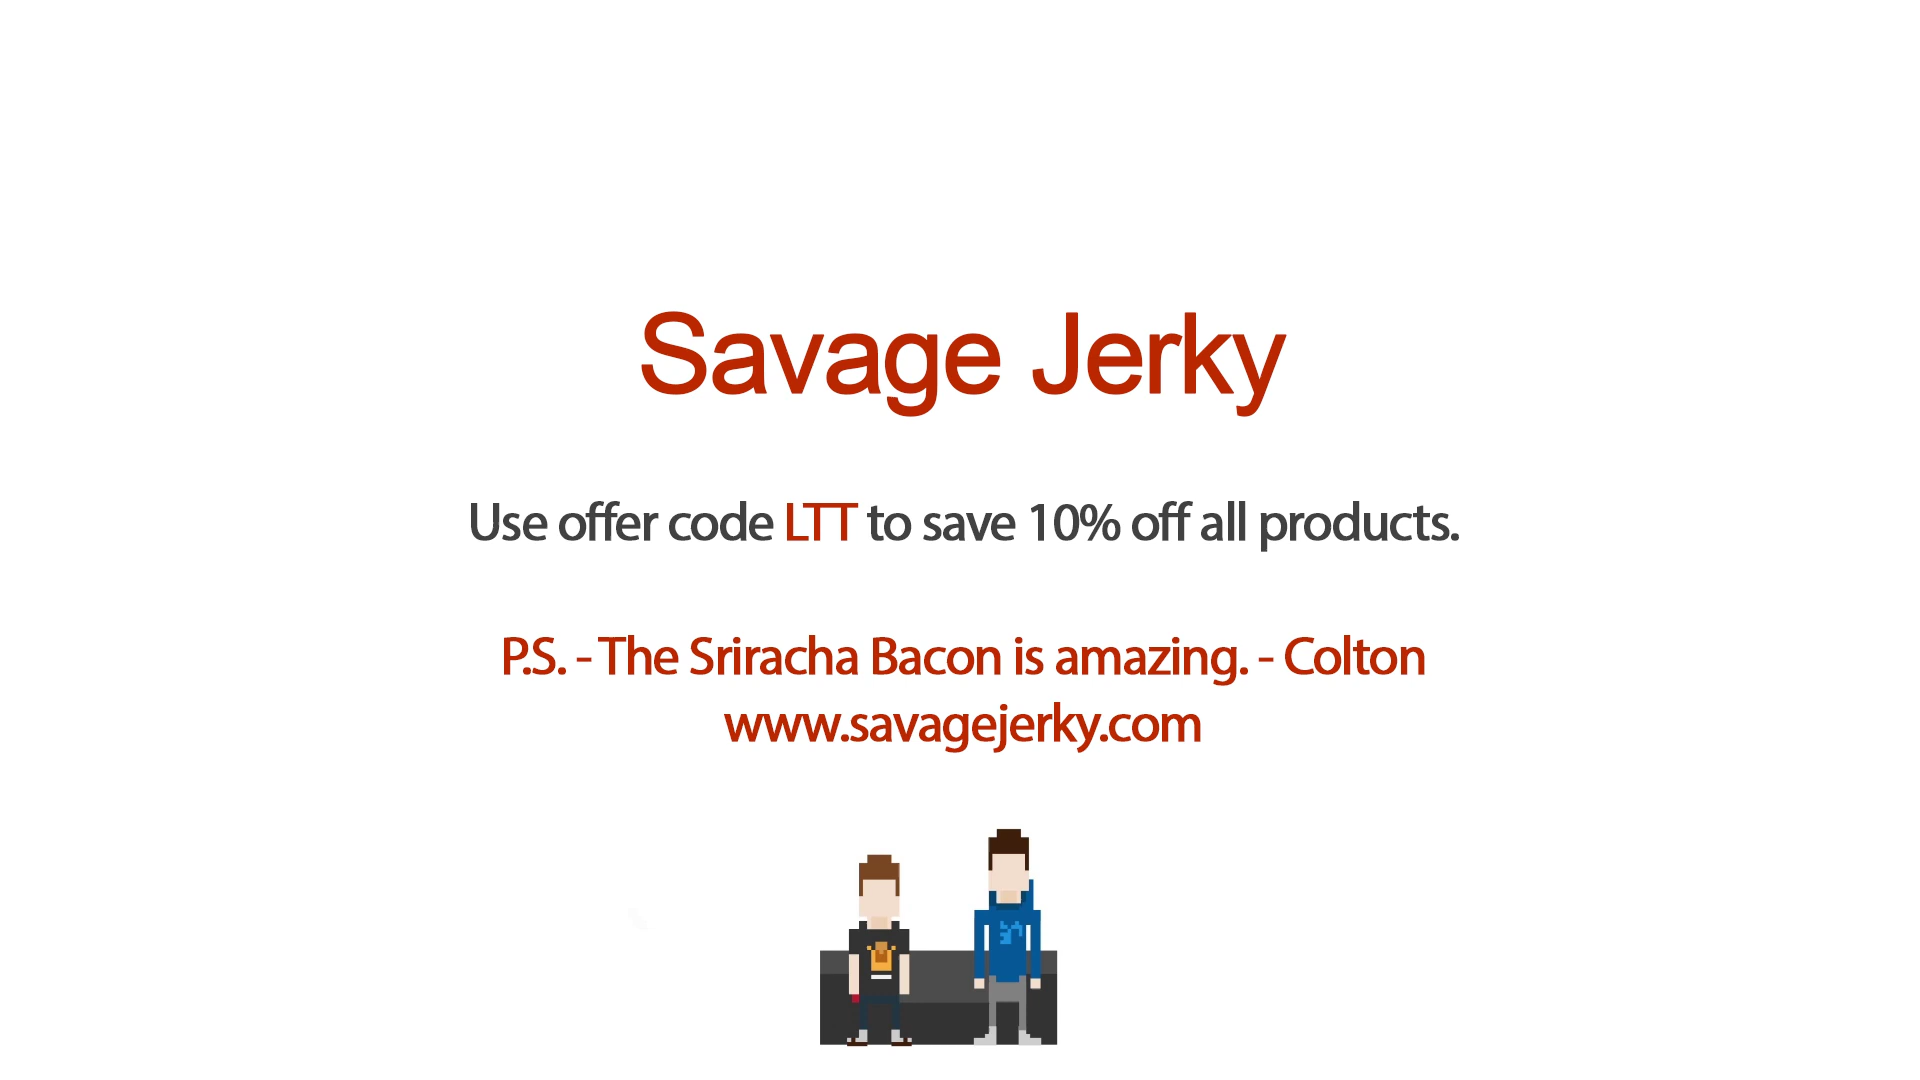 Savage Jerky
Use offer code LTT to save 10% off all products.
P.S. - The Sriracha Bacon is amazing. - Colton
www.savagejerky.com